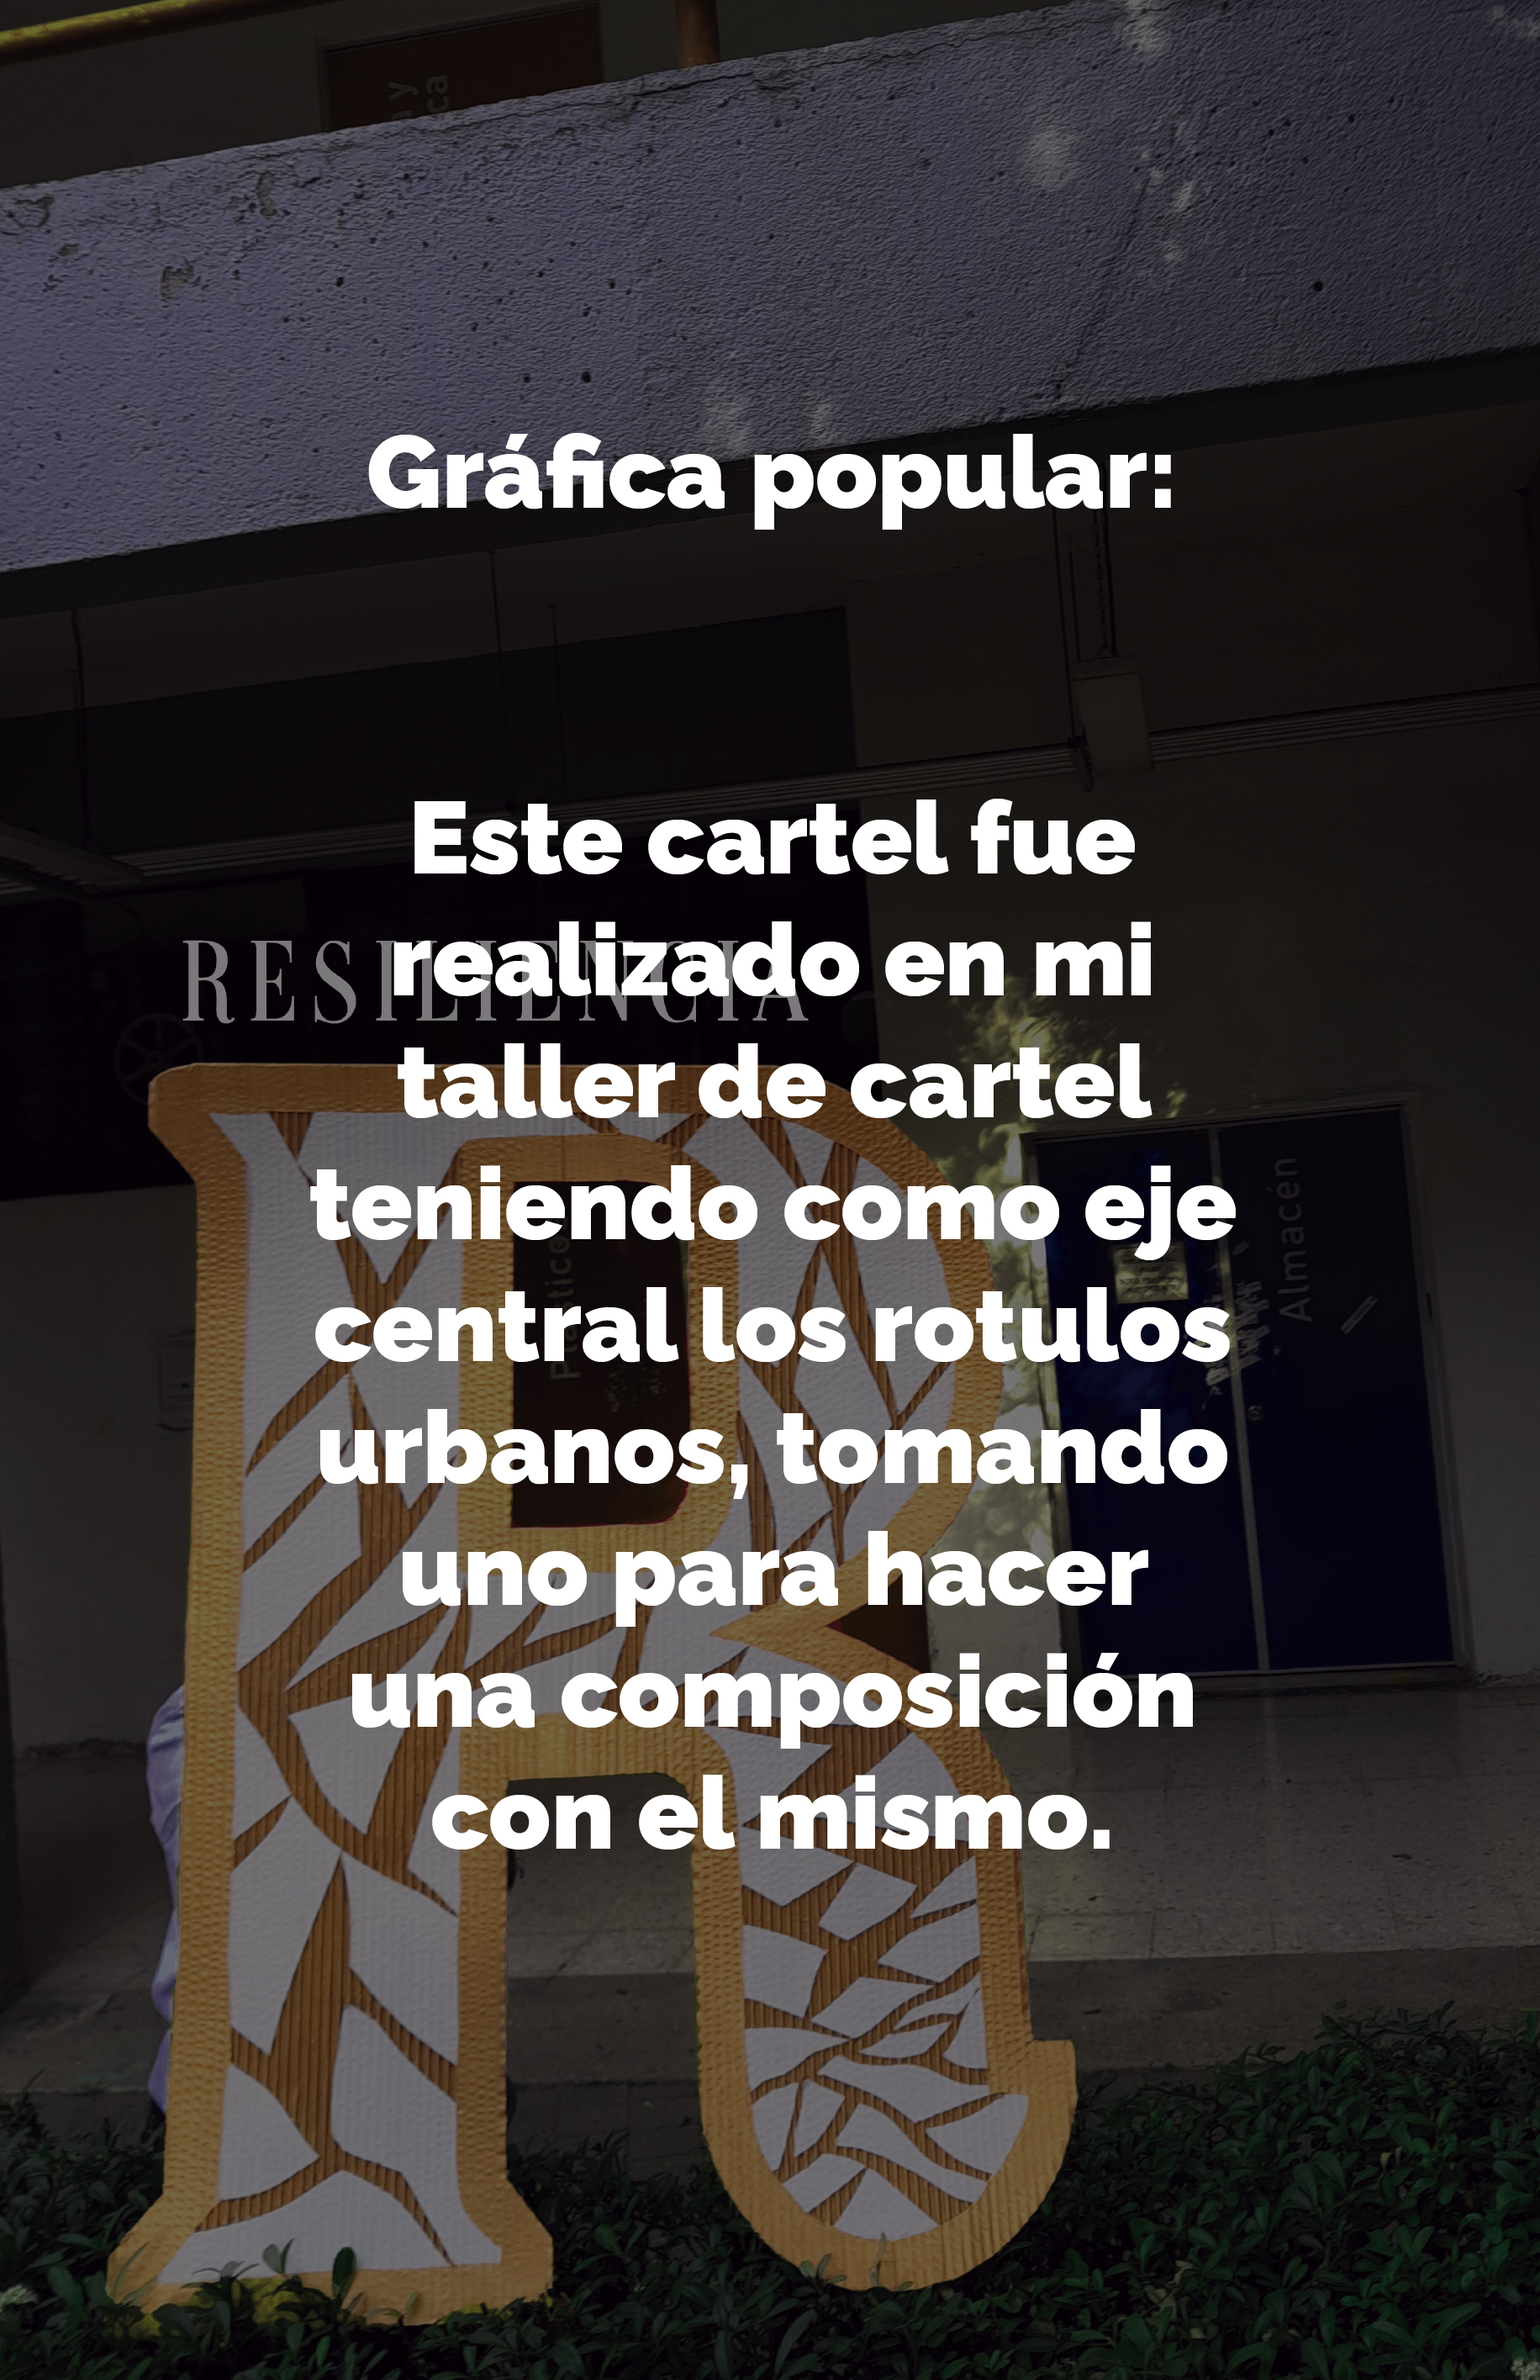 Gráfica popular:
Este cartel fue
realizado en mi
RESILIENCIA
taller de cartel
teniendo como eje
central los rotulos
urbanos, tomando
uno para hacer
una composición
con el mismo.
Almacén